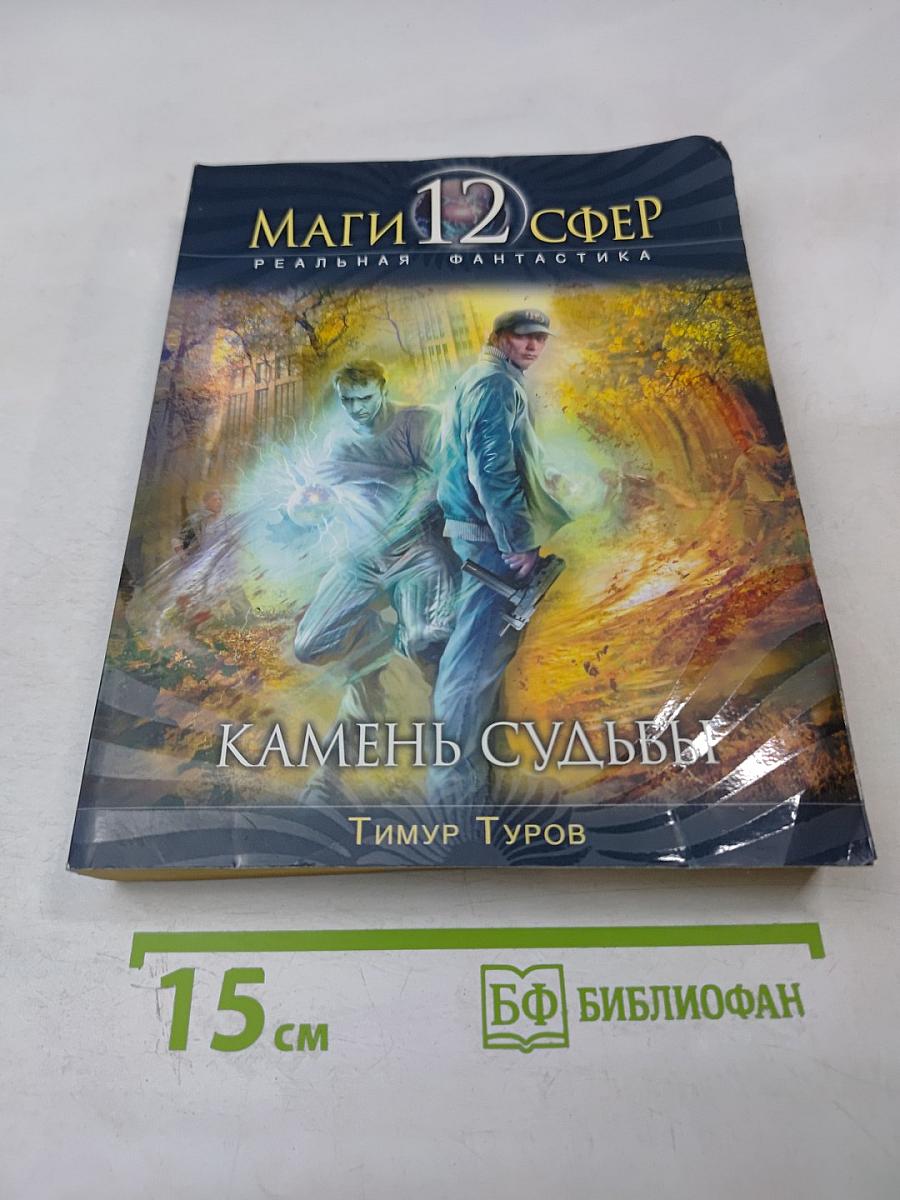 МАГИ 12 СФЕР
РЕАЛЬНАЯ ФАНТАСТИКА
КАМЕНЬ СУДЬБЫ
ТИМУР ТУРОВ
15 см
БФ БИБЛИОФАН